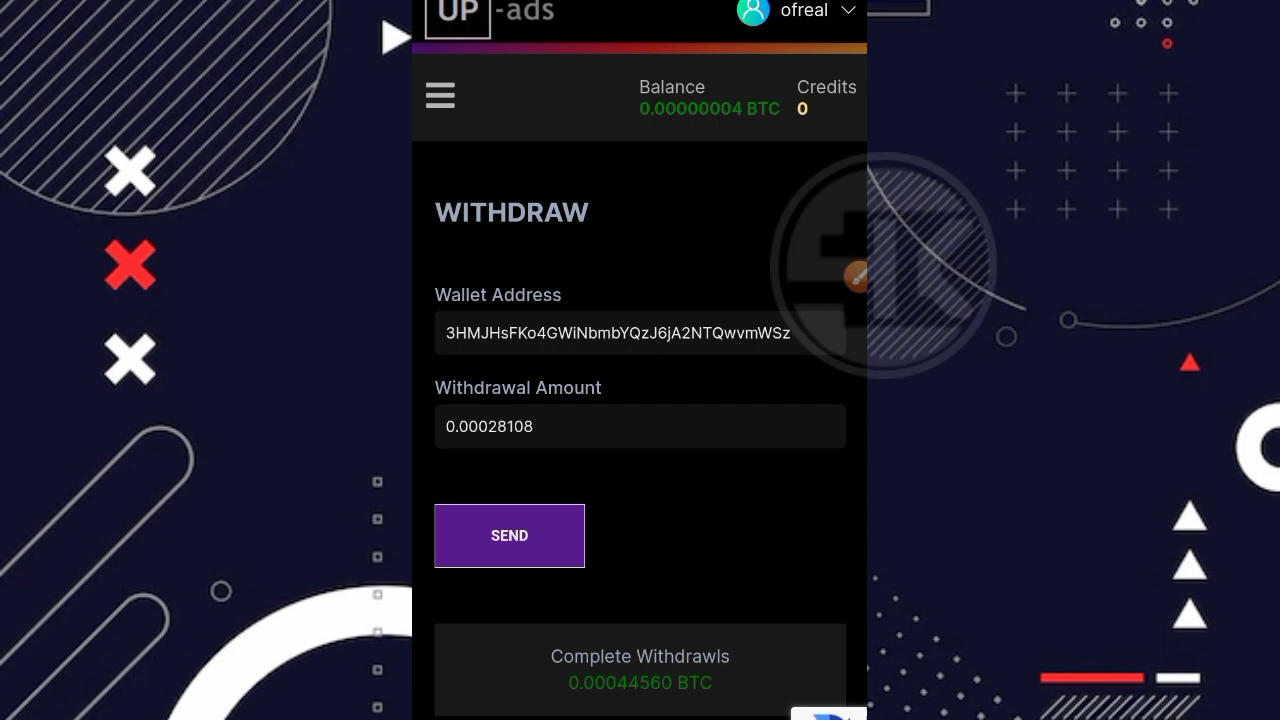 UP -ads
ofreal
Balance
0.00000004 BTC
Credits
0
WITHDRAW
Wallet Address
3HMJHsFKo4GWiNbmbYQzJ6jA2NTQwvmWSz
Withdrawal Amount
0.00028108
SEND
Complete Withdrawls
0.00044560 BTC